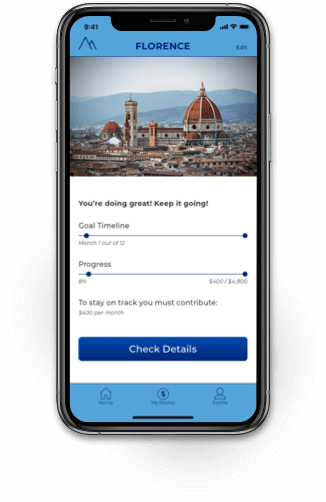 9:41
FLORENCE
Edit
You're doing great! Keep it going!
Goal Timeline
Month 1 out of 12
Progress
8%
$400 / $4,800
To stay on track you must contribute:
$400 per month
Check Details
Home
My Money
Profile